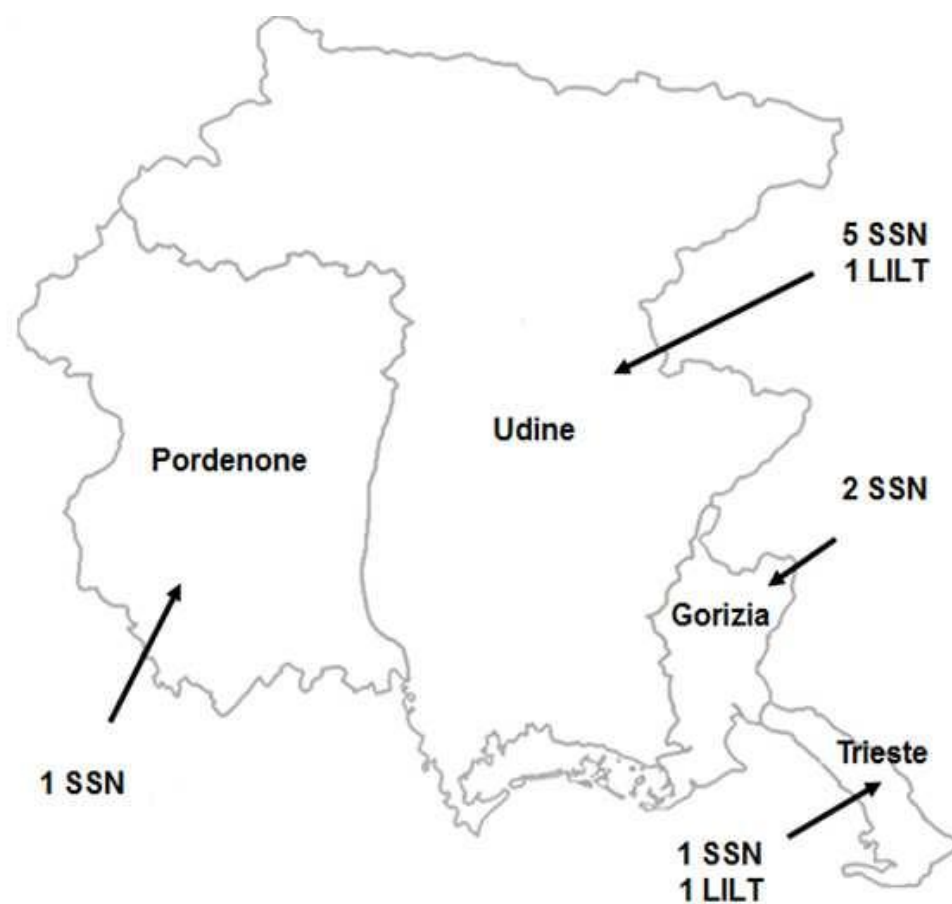 5 SSN
1 LILT
Udine
Pordenone
2 SSN
Gorizia
Trieste
1 SSN
1 SSN
1 LILT